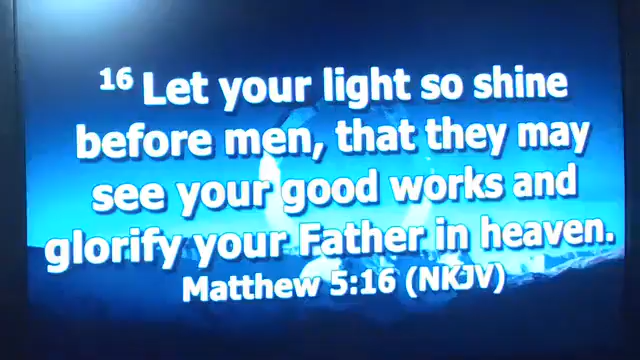 16 Let your light so shine
before men, that they may
see your good works and
glorify your Father in heaven.
Matthew 5:16 (NKJV)